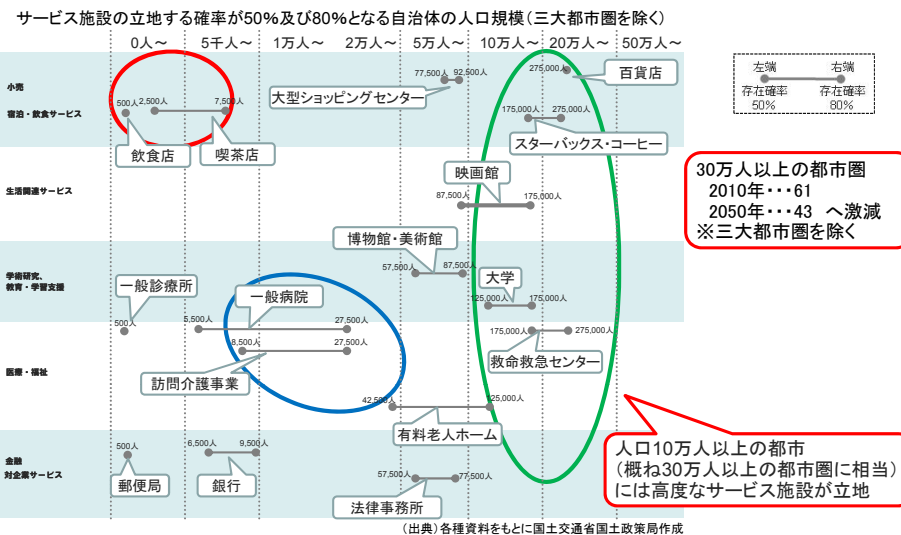 サービス施設の立地する確率が50%及び80%となる自治体の人口規模(三大都市圏を除く)
0人~ 5千人~ 1万人~ 2万人~ 5万人~ 10万人~ 20万人~ 50万人~
左端 右端
存在確率 存在確率
50% 80%
小売
宿泊・飲食サービス
77,500人 92,500人
大型ショッピングセンター
275,000人
百貨店
500人 2,500人 7,500人
飲食店 喫茶店
175,000人 275,000人
スターバックス・コーヒー
生活関連サービス
映画館
87,500人 175,000人
30万人以上の都市圏
2010年・・・61
2050年・・・43 へ激減
※三大都市圏を除く
学術研究、
教育・学習支援
博物館・美術館
57,500人 87,500人
大学
125,000人 175,000人
医療・福祉
一般診療所
500人
一般病院
5,500人 27,500人
8,500人 27,500人
訪問介護事業
175,000人 275,000人
救命救急センター
42,500人 125,000人
有料老人ホーム
金融
対企業サービス
500人
郵便局
6,500人 9,500人
銀行
57,500人 77,500人
法律事務所
人口10万人以上の都市
(概ね30万人以上の都市圏に相当)
には高度なサービス施設が立地
(出典)各種資料をもとに国土交通省国土政策局作成